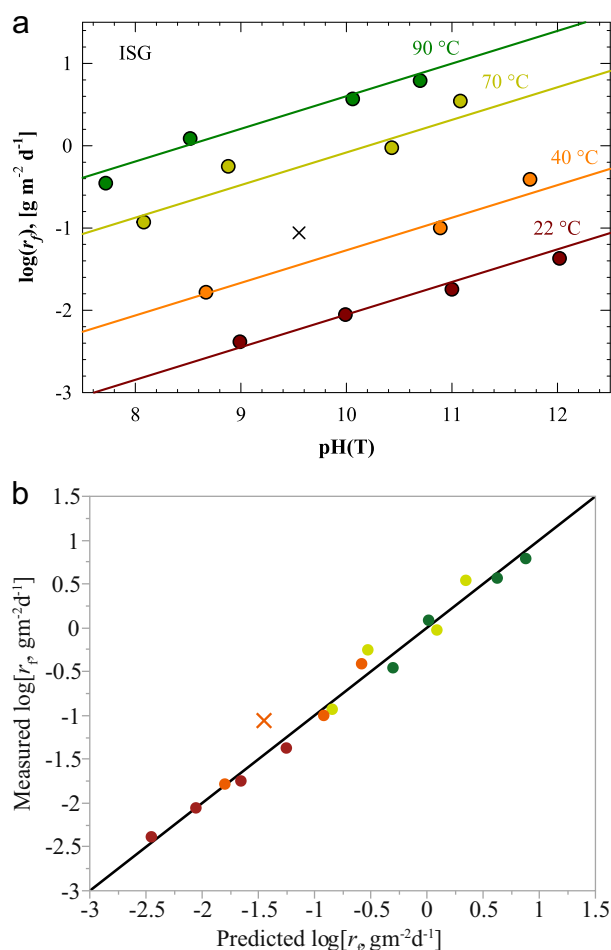 a
ISG
90 °C
70 °C
40 °C
22 °C
1
0
-1
-2
-3
log(rf), [g m-2 d-1]
8
9
10
11
12
pH(T)
b
1.5
1
0.5
0
-0.5
-1
-1.5
-2
-2.5
-3
Measured log[rf, gm-2d-1]
-3
-2.5
-2
-1.5
-1
-0.5
0
0.5
1
1.5
Predicted log[rf, gm-2d-1]